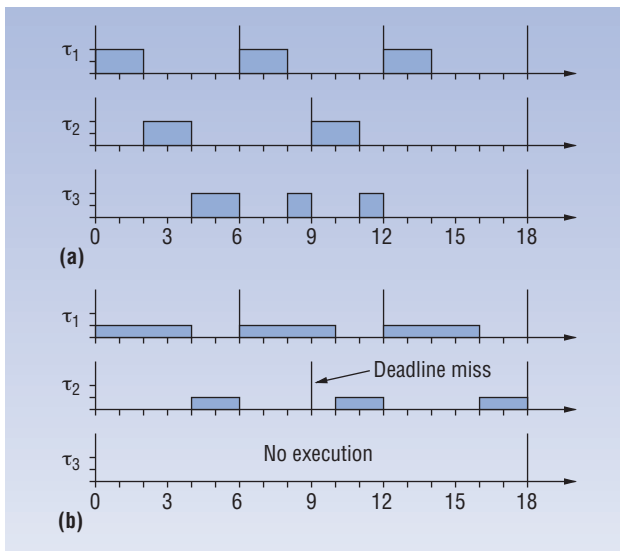 τ1
τ2
τ3
0 3 6 9 12 15 18
(a)
τ1
Deadline miss
τ2
No execution
τ3
0 3 6 9 12 15 18
(b)